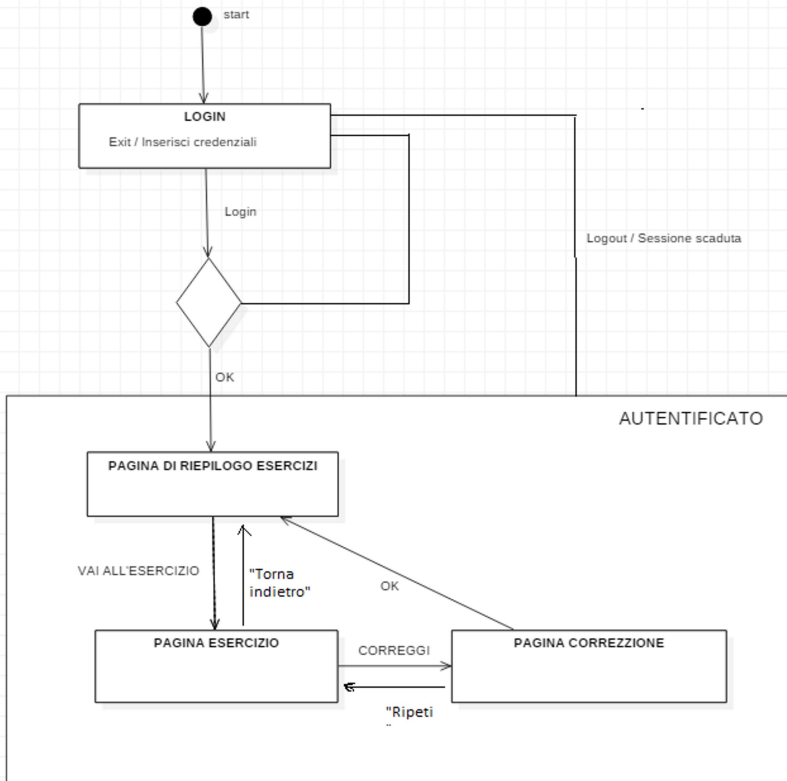 start
LOGIN
Exit / Inserisci credenziali
Login
Logout / Sessione scaduta
OK
AUTENTIFICATO
PAGINA DI RIEPILOGO ESERCIZI
VAI ALL'ESERCIZIO
"Torna
indietro"
OK
PAGINA ESERCIZIO
CORREGGI
PAGINA CORREZZIONE
"Ripeti
"